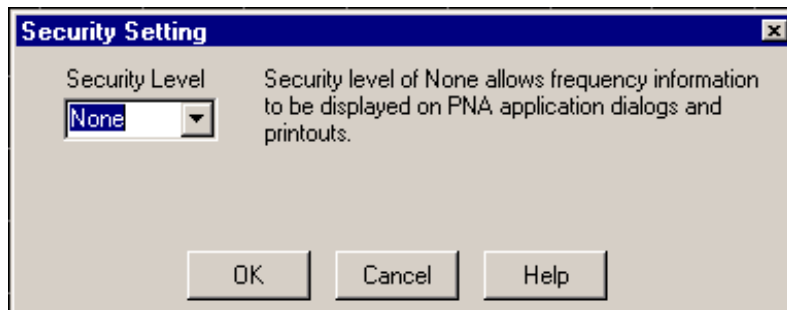 Security Setting
Security Level
None
Security level of None allows frequency information
to be displayed on PNA application dialogs and
printouts.
OK
Cancel
Help